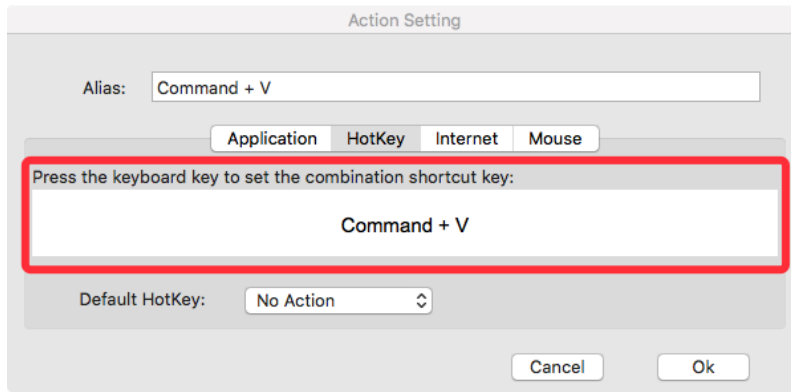 Action Setting
Alias: Command + V
Application HotKey Internet Mouse
Press the keyboard key to set the combination shortcut key:
Command + V
Default HotKey: No Action
Cancel Ok